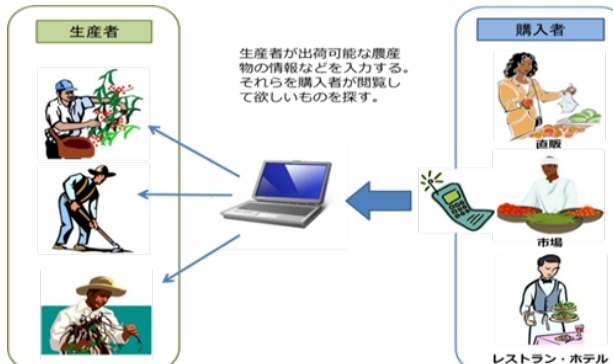 生産者
生産者が出荷可能な農産
物の情報などを入力する。
それらを購入者が閲覧し
て欲しいものを探す。
購入者
直販
市場
レストラン・ホテル